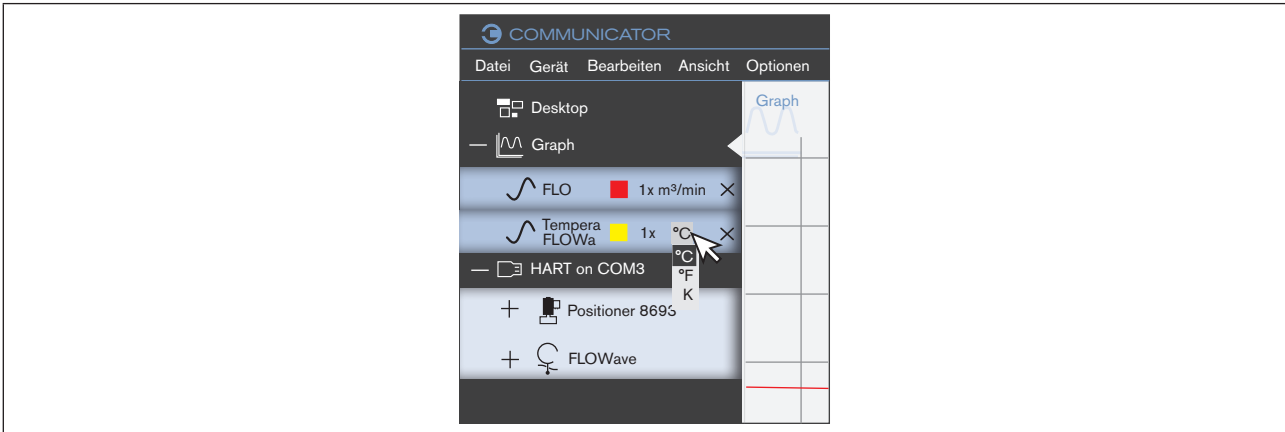 COMMUNICATOR
Datei Gerät Bearbeiten Ansicht Optionen
Desktop
Graph
Graph
FLO 1x m³/min
Tempera
FLOWa 1x °C
°C
°F
K
HART on COM3
Positioner 8693
FLOWave